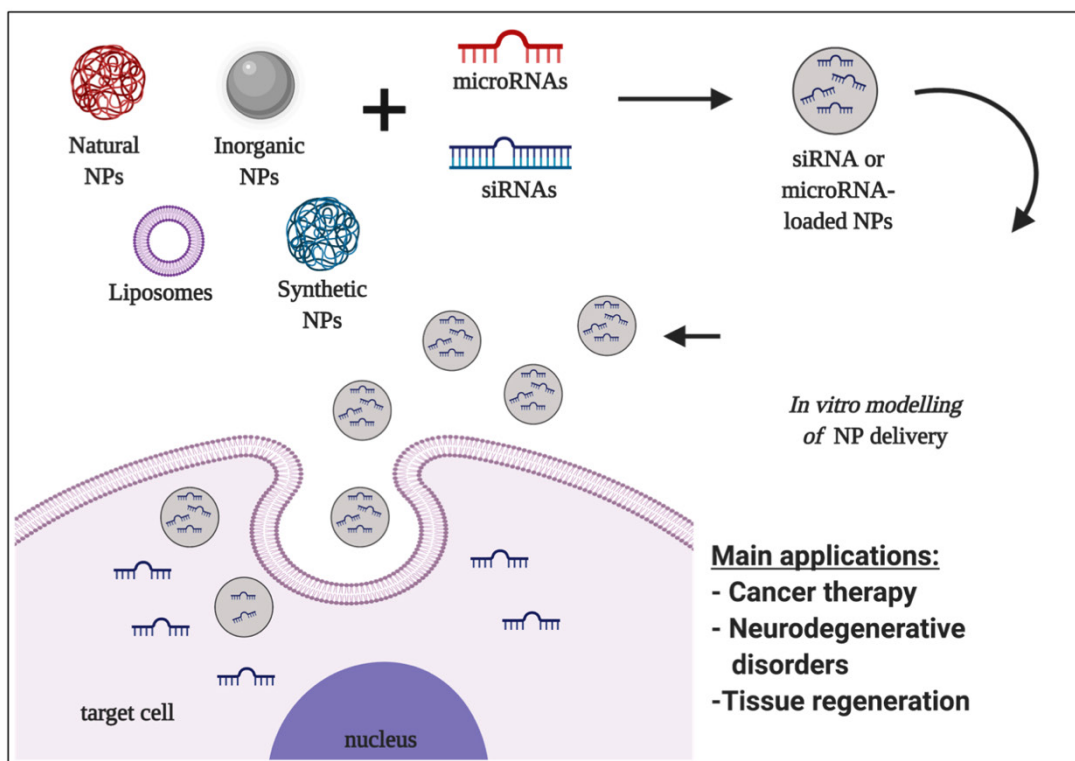 microRNAs
Natural
NPs
Inorganic
NPs
siRNAs
siRNA or
microRNA-
loaded NPs
Liposomes
Synthetic
NPs
In vitro modelling
of NP delivery
Main applications:
- Cancer therapy
- Neurodegenerative
disorders
-Tissue regeneration
target cell
nucleus